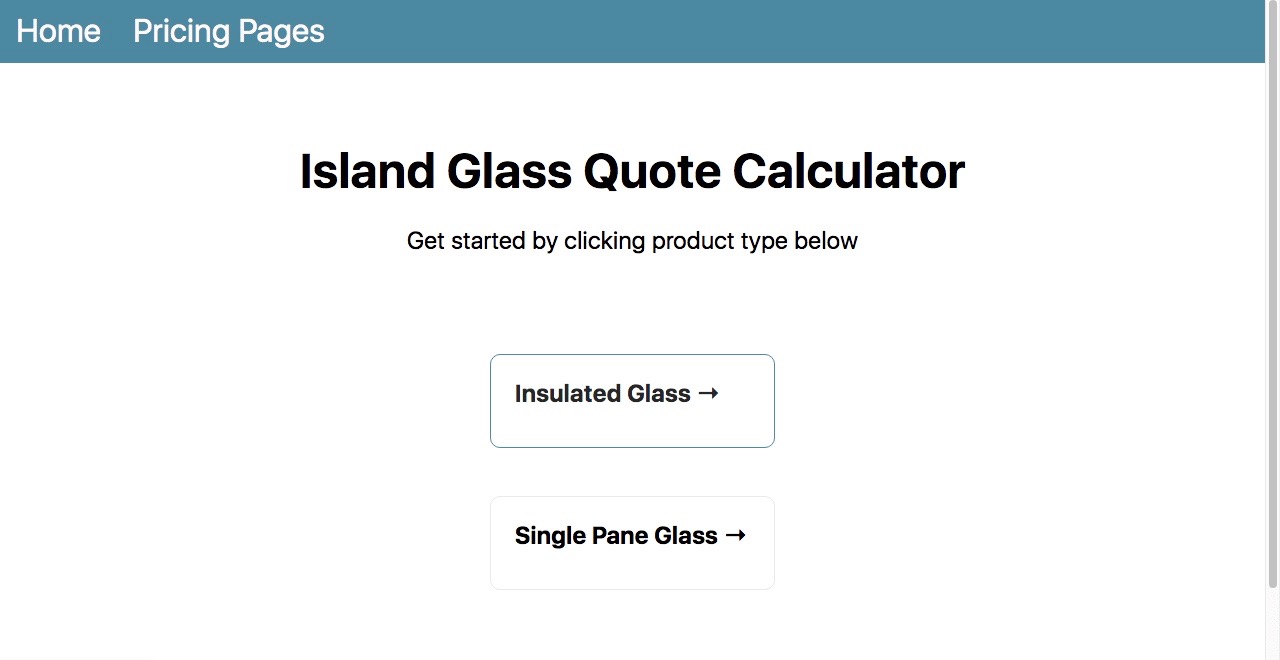 Home Pricing Pages
Island Glass Quote Calculator
Get started by clicking product type below
Insulated Glass →
Single Pane Glass →